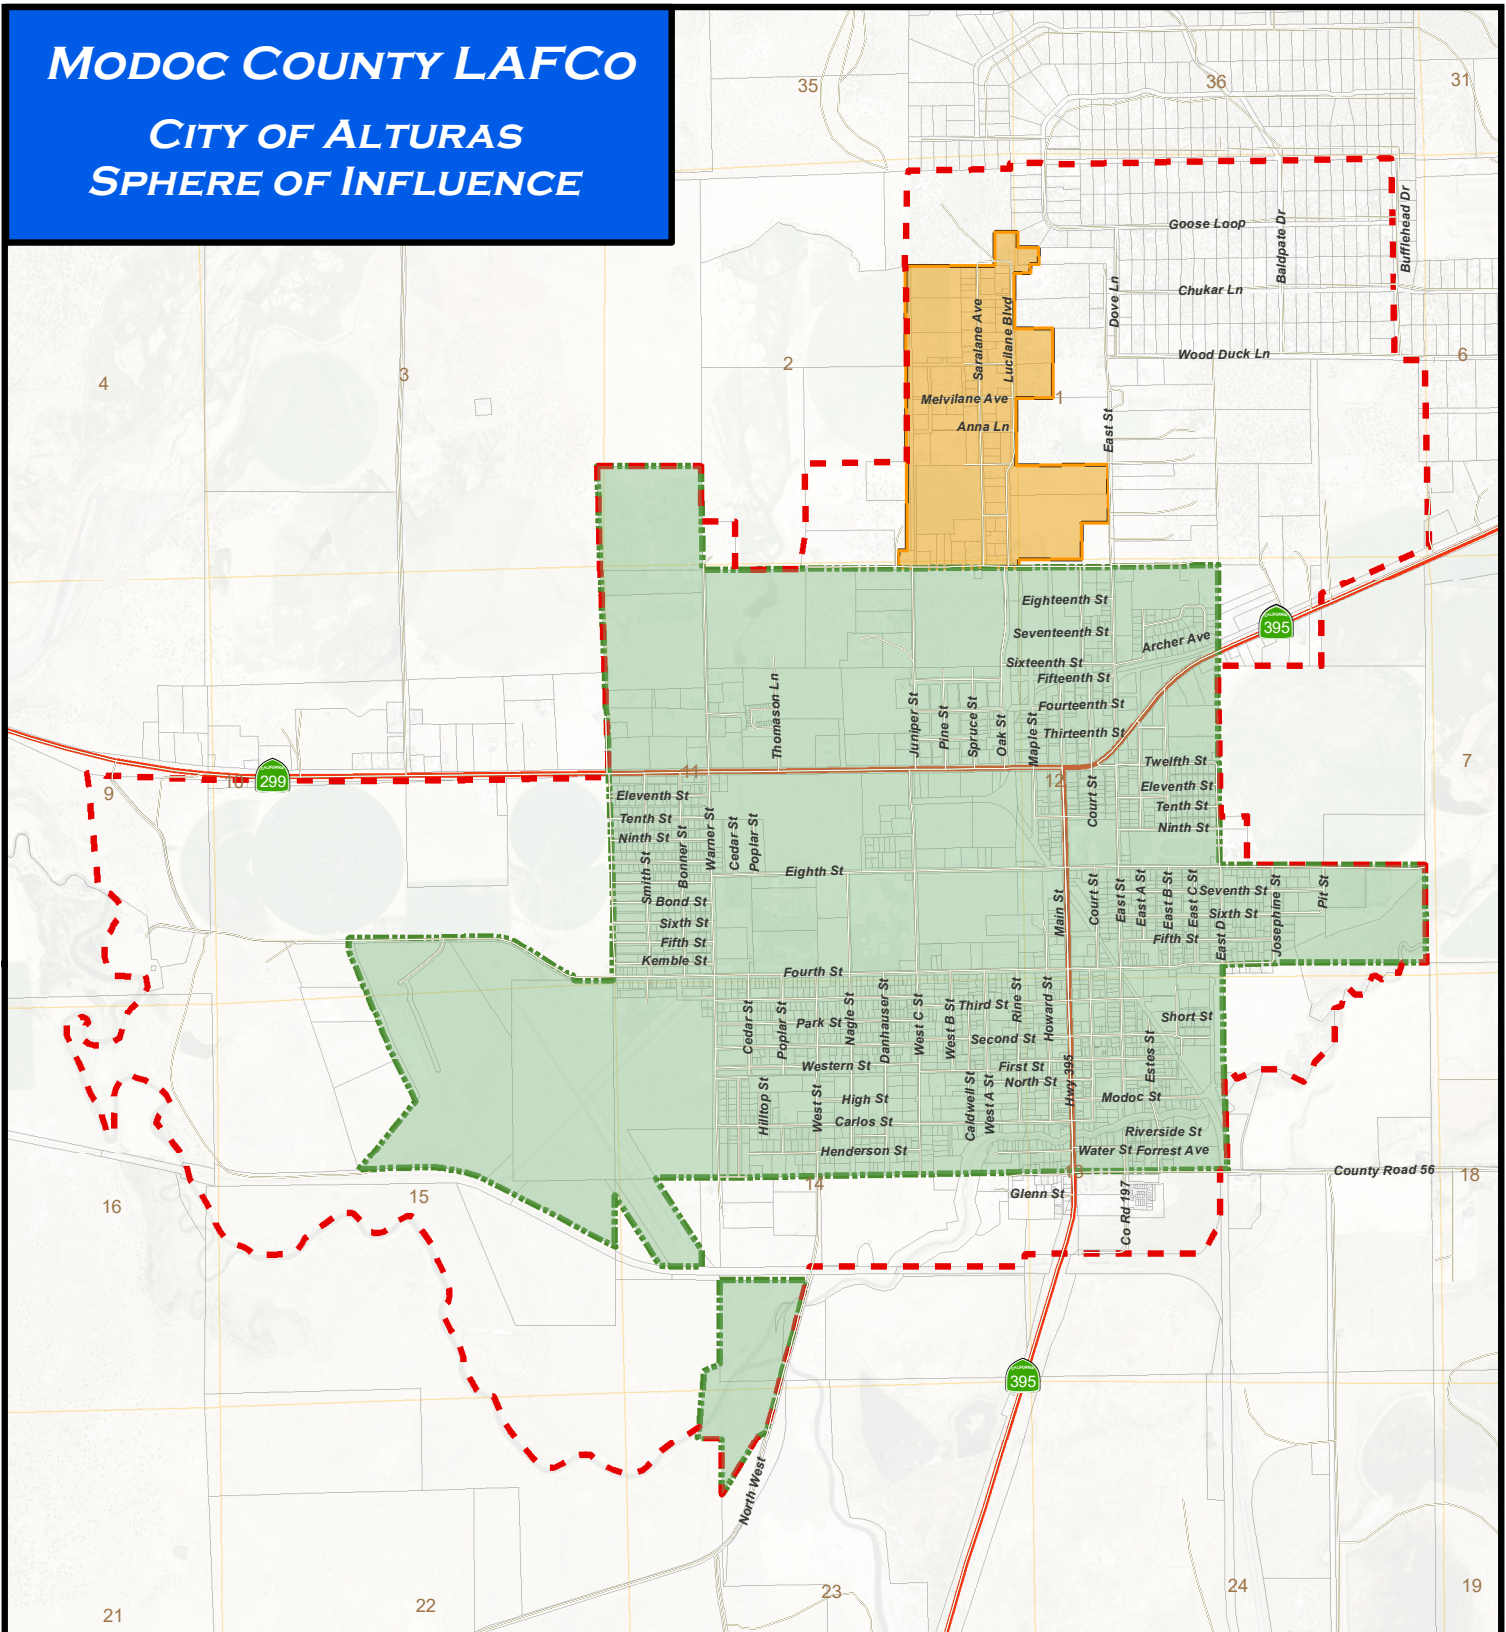 MODOC COUNTY LAFCO
CITY OF ALTURAS
SPHERE OF INFLUENCE
35
36
31
Goose Loop
Baldpate Dr
Bufflehead Dr
Chukar Ln
Dove Ln
Saralane Ave
Lucilane Blvd
Wood Duck Ln
4
3
2
1
6
Melvilane Ave
Anna Ln
East St
Eighteenth St
Seventeenth St
Archer Ave
CALIFORNIA
395
Sixteenth St
Fifteenth St
Fourteenth St
Thirteenth St
Thomason Ln
Juniper St
Pine St
Spruce St
Oak St
Maple St
Twelfth St
7
CALIFORNIA
299
9
10
11
12
Eleventh St
Tenth St
Ninth St
Court St
Eleventh St
Tenth St
Ninth St
Smith St
Bonner St
Warner St
Cedar St
Poplar St
Eighth St
Bond St
Sixth St
Fifth St
Kemble St
Main St
Court St
East St
East A St
East B St
East C St
East D St
Seventh St
Sixth St
Fifth St
Josephine St
Pit St
Fourth St
Cedar St
Poplar St
Park St
Nagle St
Danhauser St
West C St
West B St
Third St
Rine St
Howard St
Second St
Short St
Estes St
Western St
First St
North St
Hwy 395
Modoc St
Hilltop St
West St
High St
Carlos St
Caldwell St
West A St
Riverside St
Henderson St
Water St
Forrest Ave
County Road 56
16
15
14
13
18
Glenn St
Co Rd 197
CALIFORNIA
395
North West
21
22
23
24
19